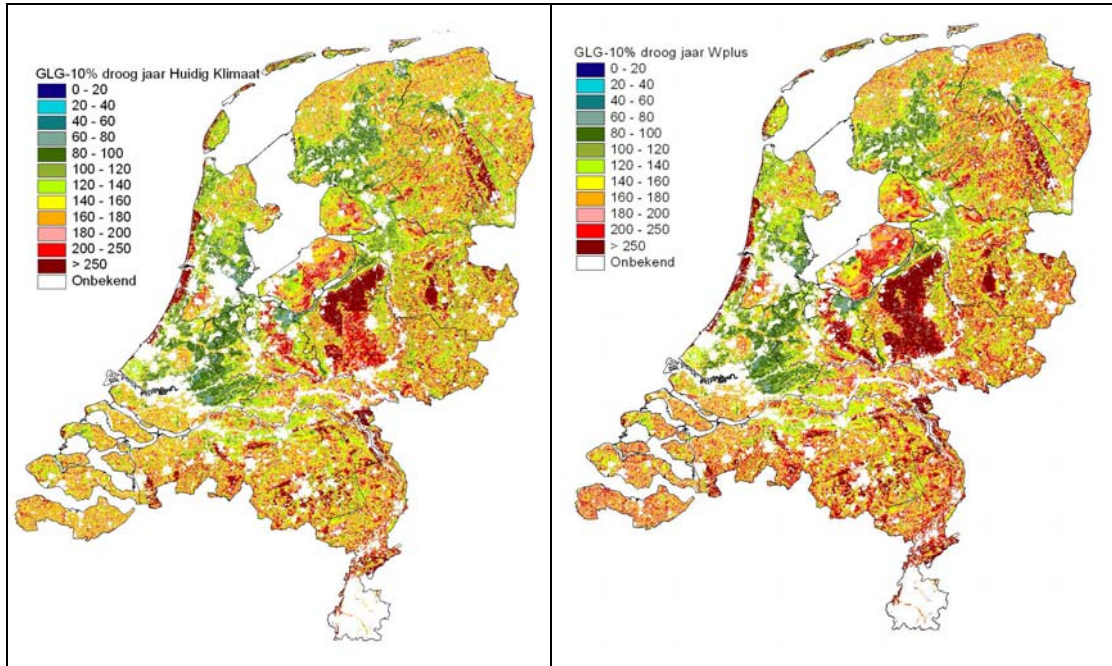 GLG-10% droog jaar Huidig Klimaat
0 - 20
20 - 40
40 - 60
60 - 80
80 - 100
100 - 120
120 - 140
140 - 160
160 - 180
180 - 200
200 - 250
> 250
Onbekend
GLG-10% droog jaar Wplus
0 - 20
20 - 40
40 - 60
60 - 80
80 - 100
100 - 120
120 - 140
140 - 160
160 - 180
180 - 200
200 - 250
> 250
Onbekend